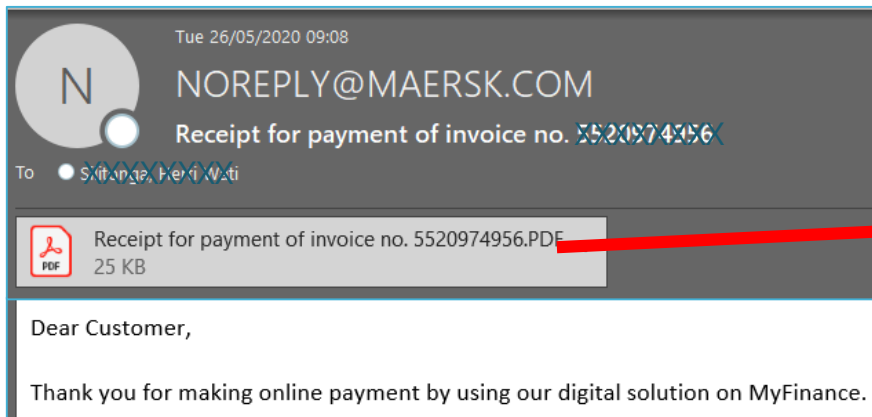 Tue 26/05/2020 09:08
N
NOREPLY@MAERSK.COM
Receipt for payment of invoice no.
To
PDF
Receipt for payment of invoice no. 5520974956.PDF
25 KB
Dear Customer,
Thank you for making online payment by using our digital solution on MyFinance.